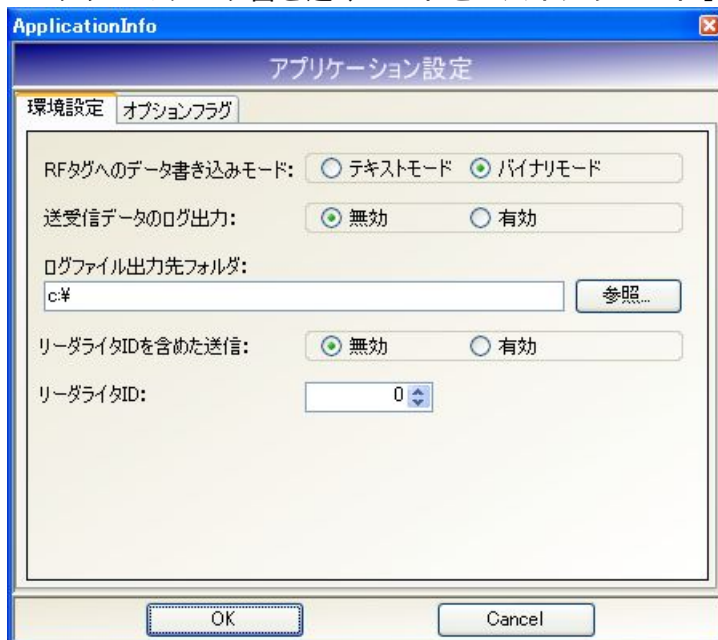 ApplicationInfo
アプリケーション設定
環境設定 オプションフラグ
RFタグへのデータ書き込みモード: テキストモード バイナリモード
送受信データのログ出力: 無効 有効
ログファイル出力先フォルダ:
c:¥ 参照...
リーダライタIDを含めた送信: 無効 有効
リーダライタID: 0
OK Cancel